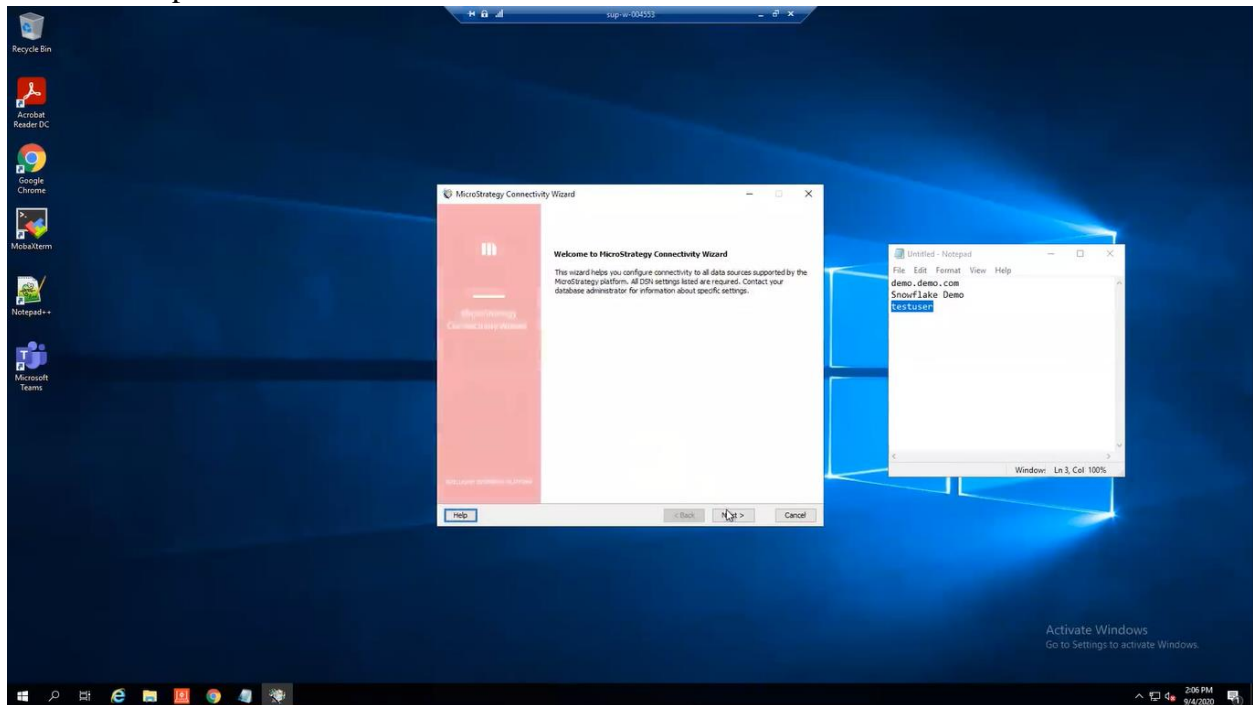 sup-w-004553
Recycle Bin
Acrobat
Reader DC
Google
Chrome
MobaXterm
Notepad++
Microsoft
Teams
MicroStrategy Connectivity Wizard
Welcome to MicroStrategy Connectivity Wizard
This wizard helps you configure connectivity to all data sources supported by the
MicroStrategy platform. All DSN settings listed are required. Contact your
database administrator for information about specific settings.
MicroStrategy
Connectivity Wizard
Help
< Back
Next >
Cancel
Untitled - Notepad
File Edit Format View Help
demo.demo.com
Snowflake Demo
testuser
Window: Ln 3, Col 100%
Activate Windows
Go to Settings to activate Windows.
2:06 PM
9/4/2020